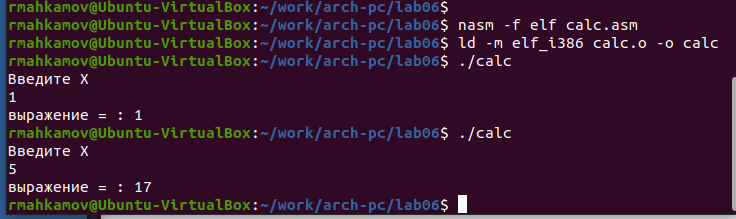 rmahkamov@Ubuntu-VirtualBox:~/work/arch-pc/lab06$
rmahkamov@Ubuntu-VirtualBox:~/work/arch-pc/lab06$ nasm -f elf calc.asm
rmahkamov@Ubuntu-VirtualBox:~/work/arch-pc/lab06$ ld -m elf_i386 calc.o -o calc
rmahkamov@Ubuntu-VirtualBox:~/work/arch-pc/lab06$ ./calc
Введите X
1
выражение = : 1
rmahkamov@Ubuntu-VirtualBox:~/work/arch-pc/lab06$ ./calc
Введите X
5
выражение = : 17
rmahkamov@Ubuntu-VirtualBox:~/work/arch-pc/lab06$